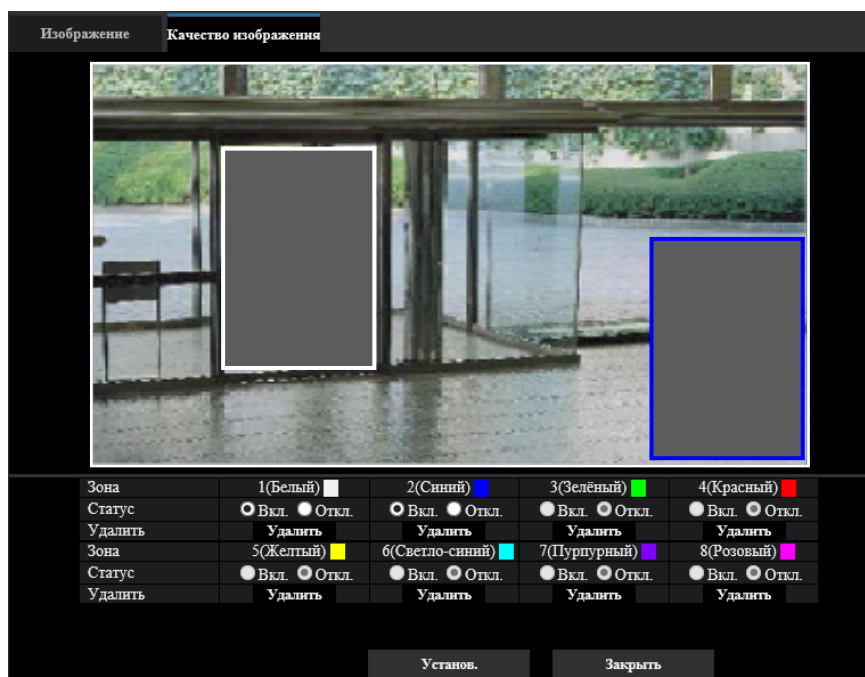 Изображение Качество изображения
Зона 1(Белый) 2(Синий) 3(Зелёный) 4(Красный)
Статус Вкл. Откл. Вкл. Откл. Вкл. Откл. Вкл. Откл.
Удалить Удалить Удалить Удалить Удалить
Зона 5(Желтый) 6(Светло-синий) 7(Пурпурный) 8(Розовый)
Статус Вкл. Откл. Вкл. Откл. Вкл. Откл. Вкл. Откл.
Удалить Удалить Удалить Удалить Удалить
Установ. Закрыть